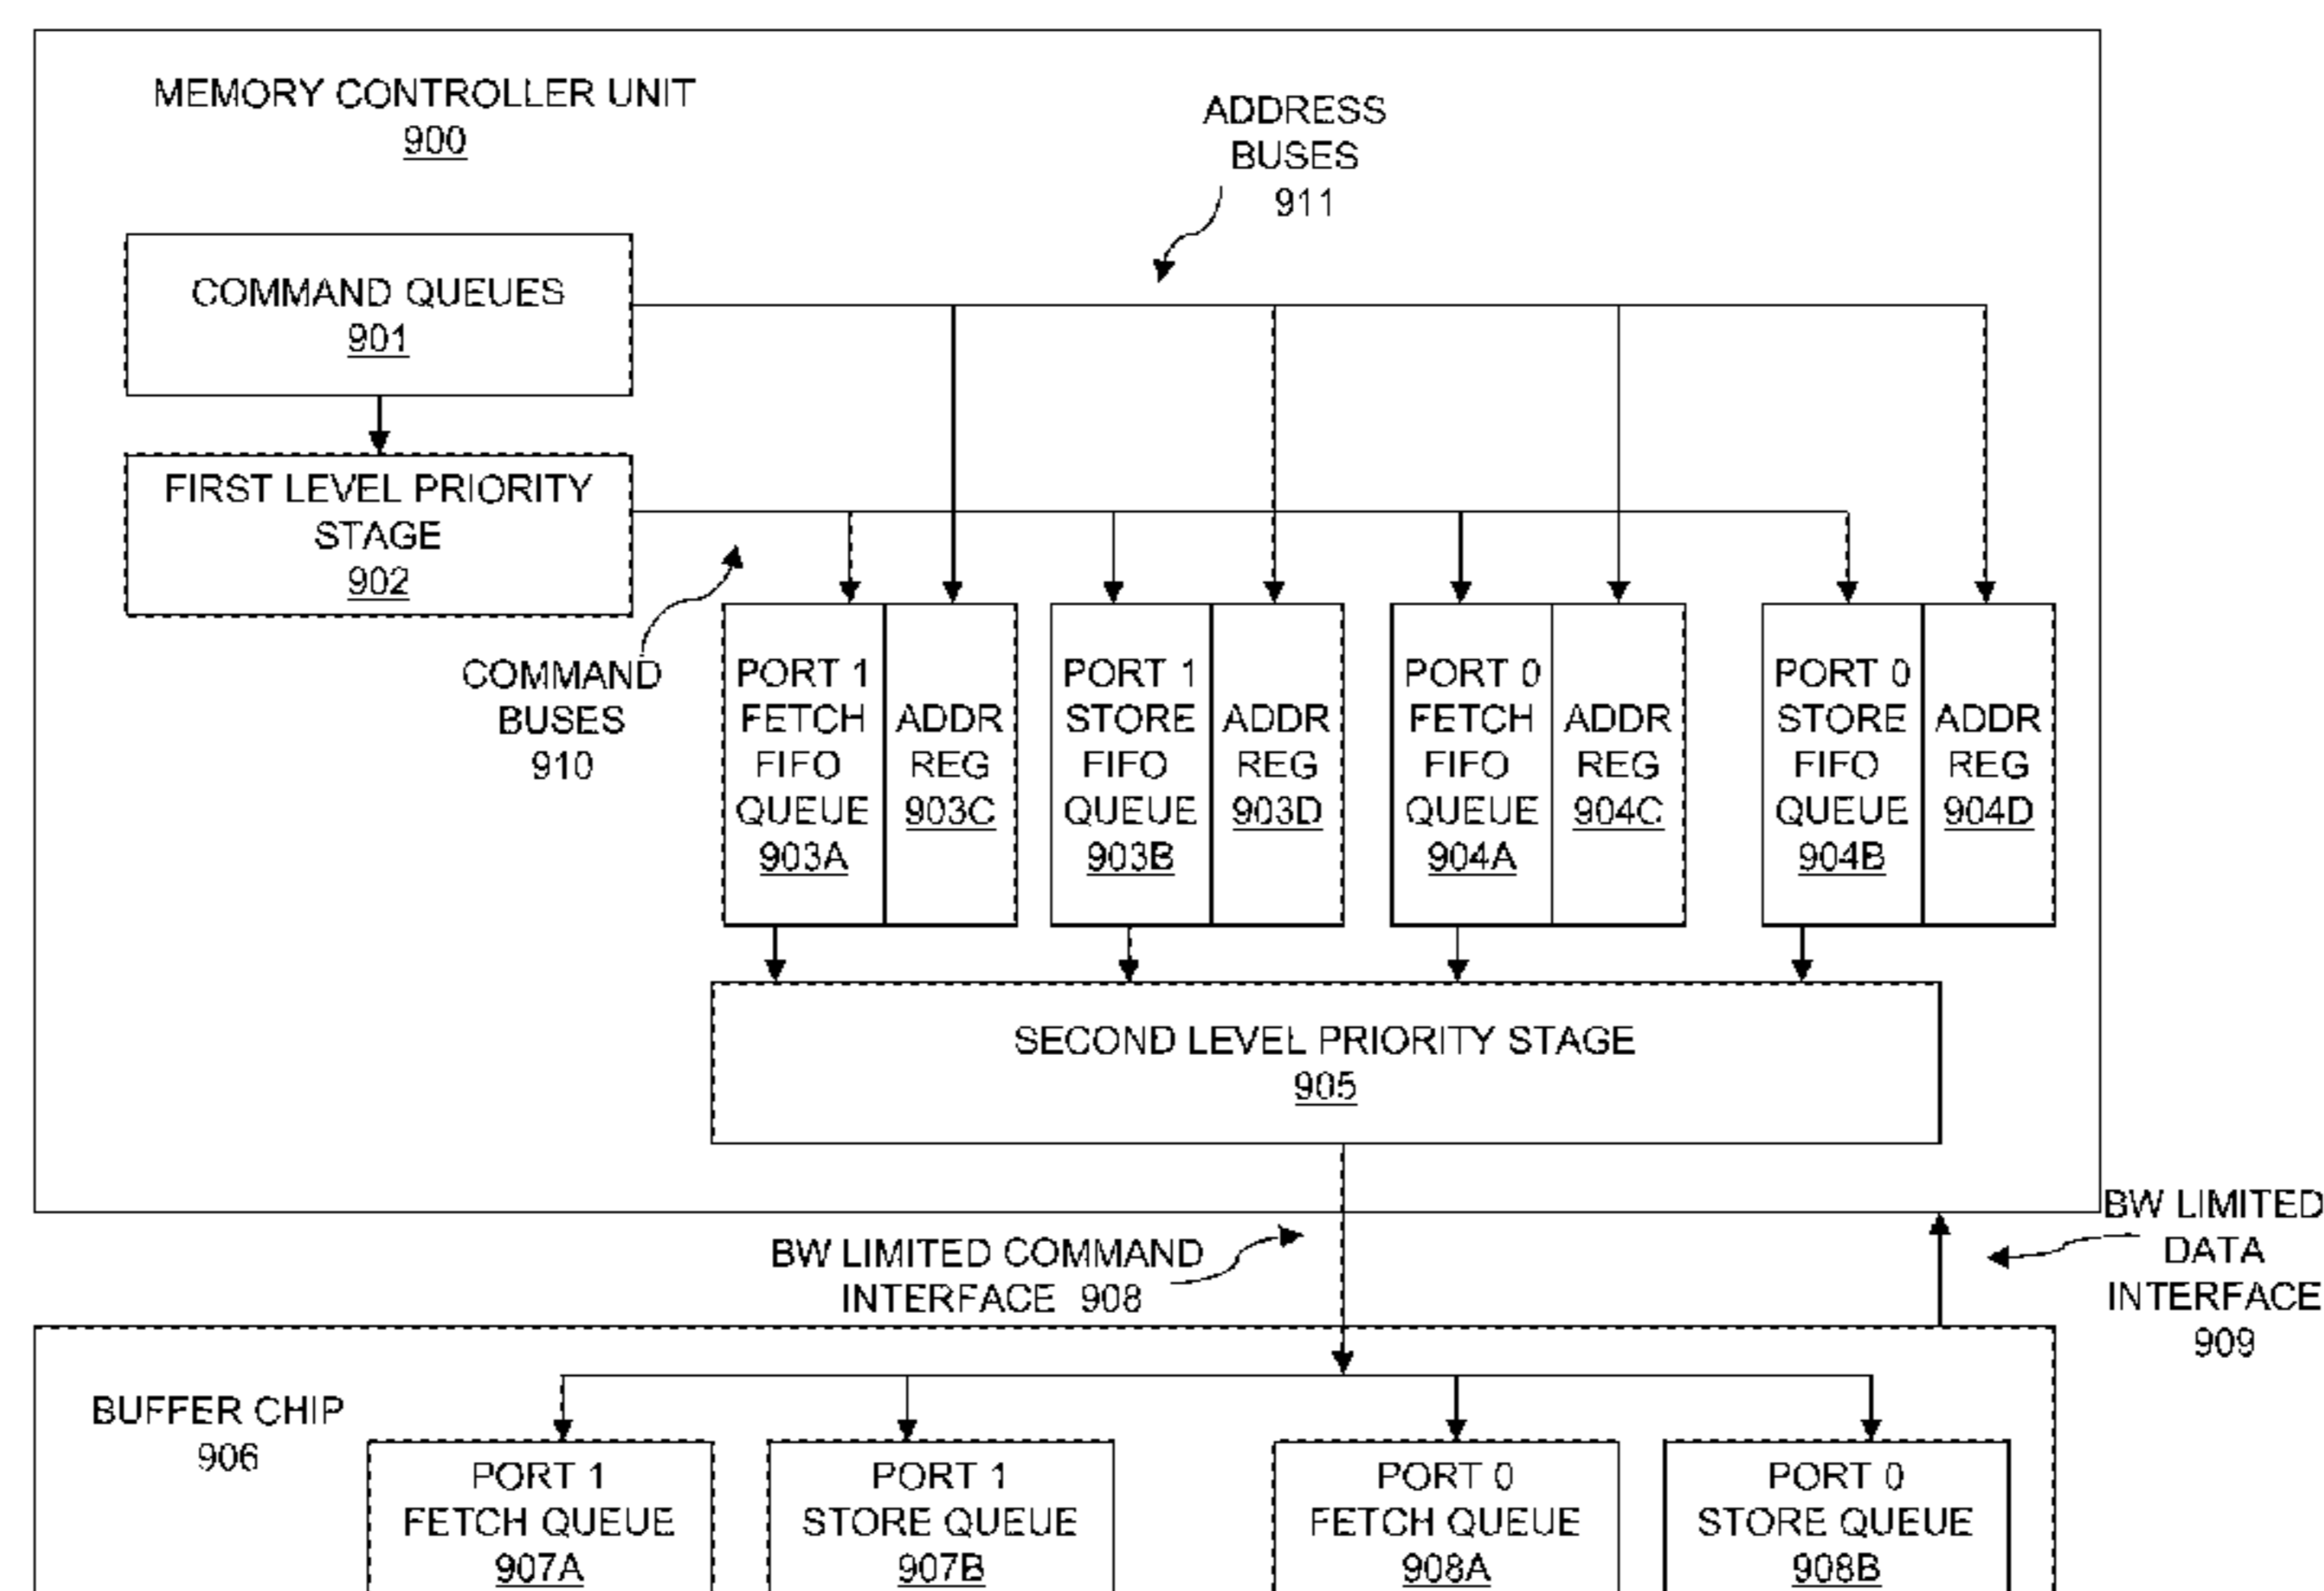 MEMORY CONTROLLER UNIT
900
ADDRESS
BUSES
911
COMMAND QUEUES
901
FIRST LEVEL PRIORITY
STAGE
902
COMMAND
BUSES
910
PORT 1
FETCH
FIFO
QUEUE
903A
ADDR
REG
903C
PORT 1
STORE
FIFO
QUEUE
903B
ADDR
REG
903D
PORT 0
FETCH
FIFO
QUEUE
904A
ADDR
REG
904C
PORT 0
STORE
FIFO
QUEUE
904B
ADDR
REG
904D
SECOND LEVEL PRIORITY STAGE
905
BW LIMITED COMMAND
INTERFACE 908
BW LIMITED
DATA
INTERFACE
909
BUFFER CHIP
906
PORT 1
FETCH QUEUE
907A
PORT 1
STORE QUEUE
907B
PORT 0
FETCH QUEUE
908A
PORT 0
STORE QUEUE
908B